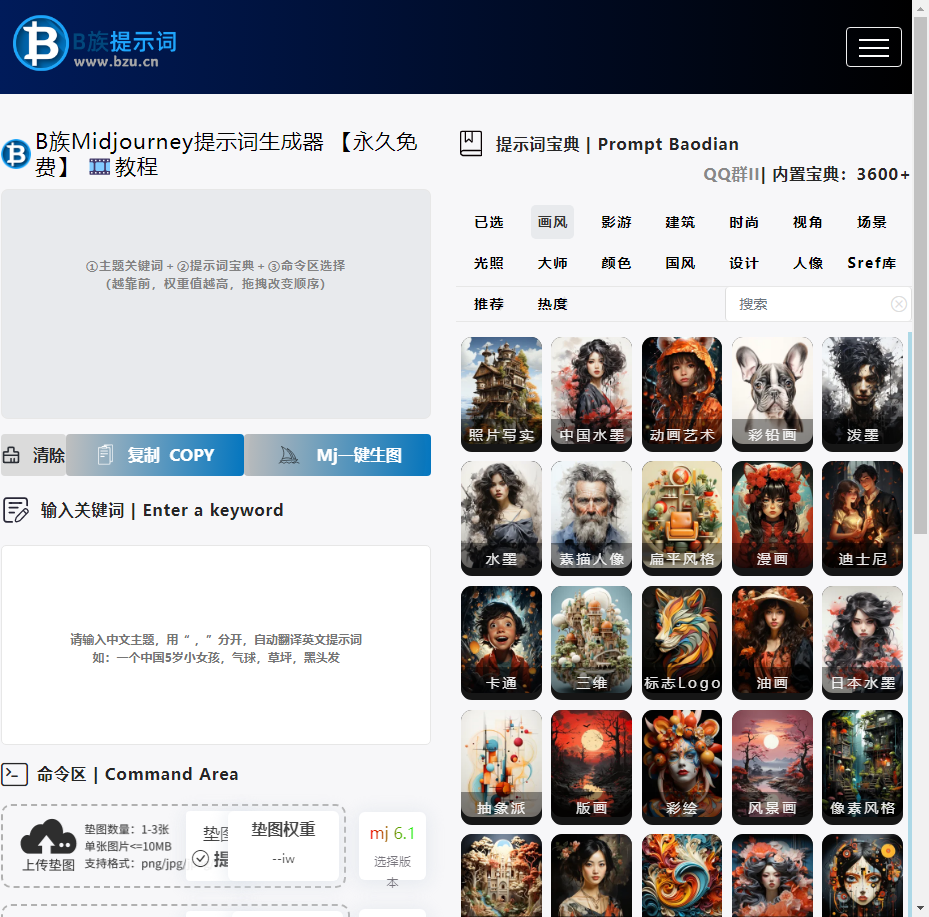 B族提示词
www.bzu.cn
B族Midjourney提示词生成器 【永久免
费】 教程
①主题关键词 + ②提示词宝典 + ③命令区选择
(越靠前，权重值越高，拖拽改变顺序)
清除
复制 COPY
Mj一键生图
输入关键词 | Enter a keyword
请输入中文主题，用“ ，”分开，自动翻译英文提示词
如：一个中国5岁小女孩，气球，草坪，黑头发
命令区 | Command Area
上传垫图
垫图数量：1-3张
单张图片<=10MB
支持格式：png/jpg/
垫图
提
垫图权重
--iw
mj 6.1
选择版
本
提示词宝典 | Prompt Baodian
QQ群II| 内置宝典：3600+
已选 画风 影游 建筑 时尚 视角 场景
光照 大师 颜色 国风 设计 人像 Sref库
推荐 热度 搜索
照片写实 中国水墨 动画艺术 彩铅画 泼墨
水墨 素描人像 扁平风格 漫画 迪士尼
卡通 三维 标志Logo 油画 日本水墨
抽象派 版画 彩绘 风景画 像素风格